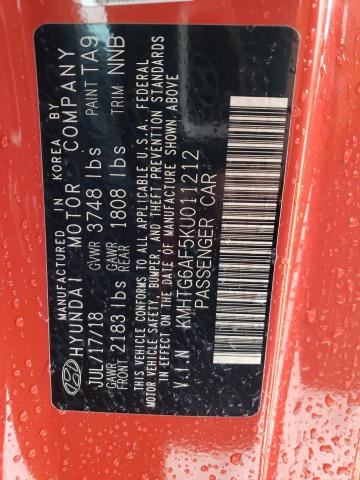 MANUFACTURED IN KOREA BY
HYUNDAI MOTOR COMPANY
JUL/17/18 GVWR 3748 lbs PAINT TA9
GAWR FRONT 2183 lbs GAWR REAR 1808 lbs TRIM NNB
THIS VEHICLE CONFORMS TO ALL APPLICABLE U.S.A. FEDERAL
MOTOR VEHICLE SAFETY, BUMPER, AND THEFT PREVENTION STANDARDS
IN EFFECT ON THE DATE OF MANUFACTURE SHOWN ABOVE
V.I.N KMHTG6AF5KU011212
PASSENGER CAR